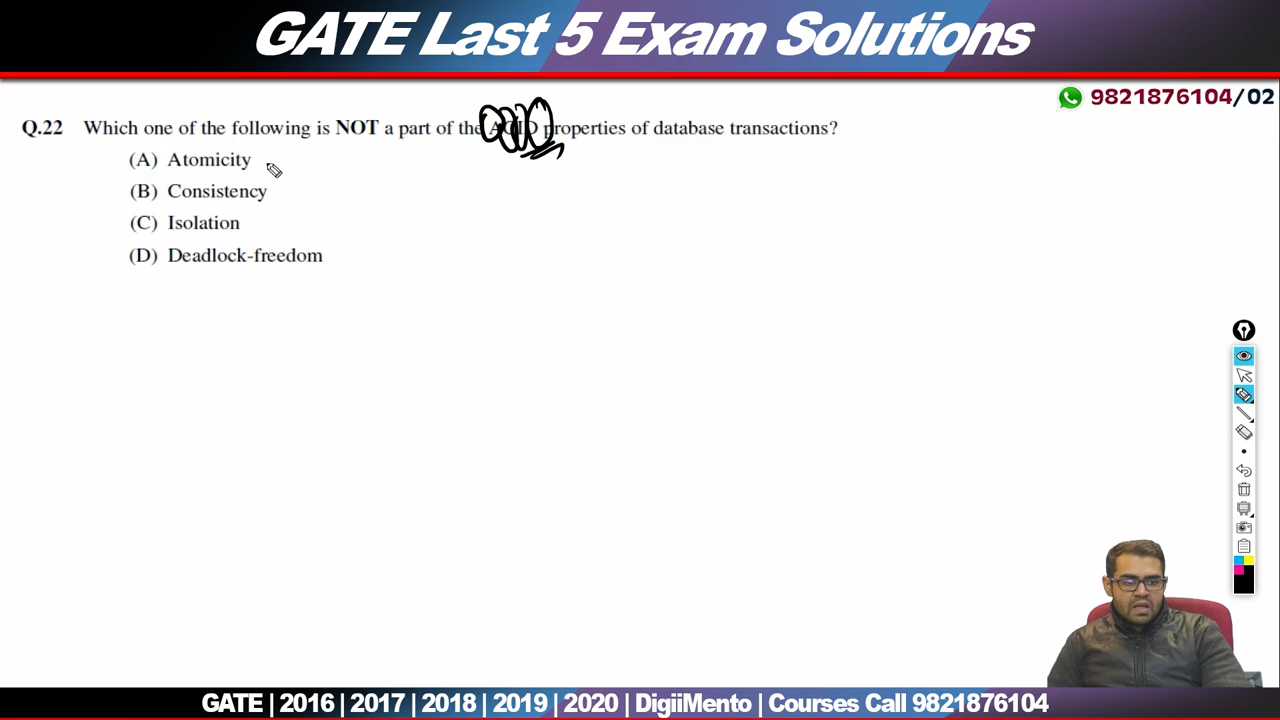 GATE Last 5 Exam Solutions
9821876104/02
Q.22 Which one of the following is NOT a part of the ACID properties of database transactions?
(A) Atomicity
(B) Consistency
(C) Isolation
(D) Deadlock-freedom
GATE | 2016 | 2017 | 2018 | 2019 | 2020 | DigiiMento | Courses Call 9821876104